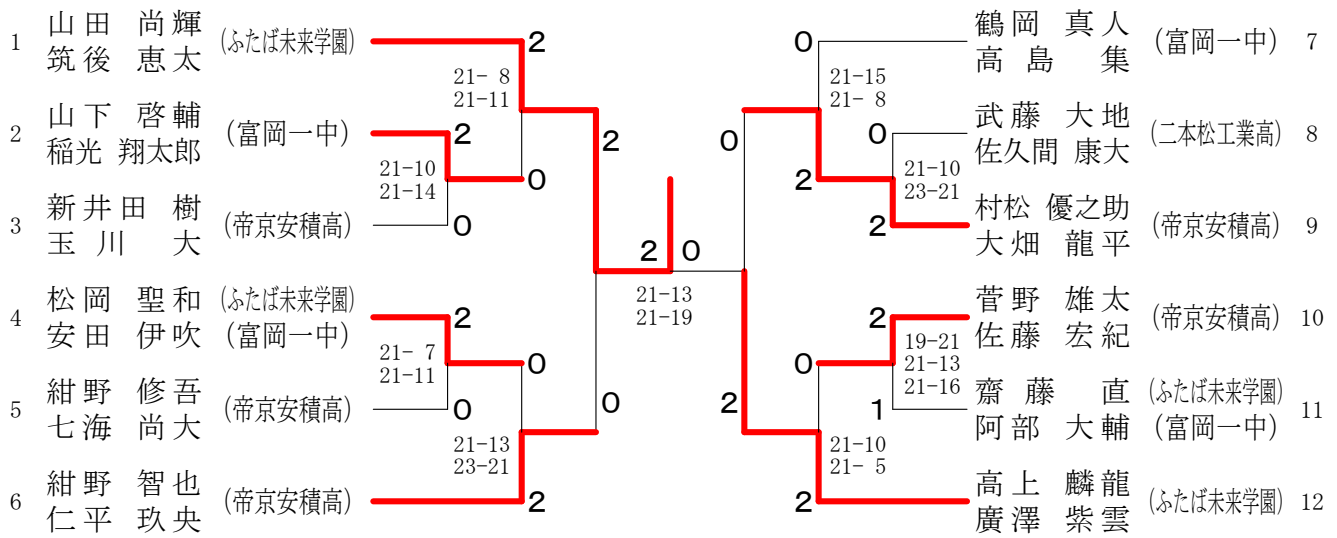 1 山田 尚輝 (ふたば未来学園)
筑後 恵太
2
21- 8
21-11
2 山下 啓輔 (富岡一中)
稲光 翔太郎
2
0
21-10
21-14
3 新井田 樹 (帝京安積高)
玉川 大
0
2
4 松岡 聖和 (ふたば未来学園)
安田 伊吹 (富岡一中)
2
0
21- 7
21-11
5 紺野 修吾 (帝京安積高)
七海 尚大
0
0
21-13
23-21
6 紺野 智也 (帝京安積高)
仁平 玖央
2
2 0
21-13
21-19
0 鶴岡 真人 (富岡一中) 7
高島 集
21-15
21- 8
0
0 武藤 大地 (二本松工業高) 8
佐久間 康大
2
21-10
23-21
2 村松 優之助 (帝京安積高) 9
大畑 龍平
2 菅野 雄太 (帝京安積高) 10
佐藤 宏紀
0
19-21
21-13
21-16
2
1 齋藤 直 (ふたば未来学園) 11
阿部 大輔 (富岡一中)
21-10
21- 5
2 高上 麟龍 (ふたば未来学園) 12
廣澤 紫雲